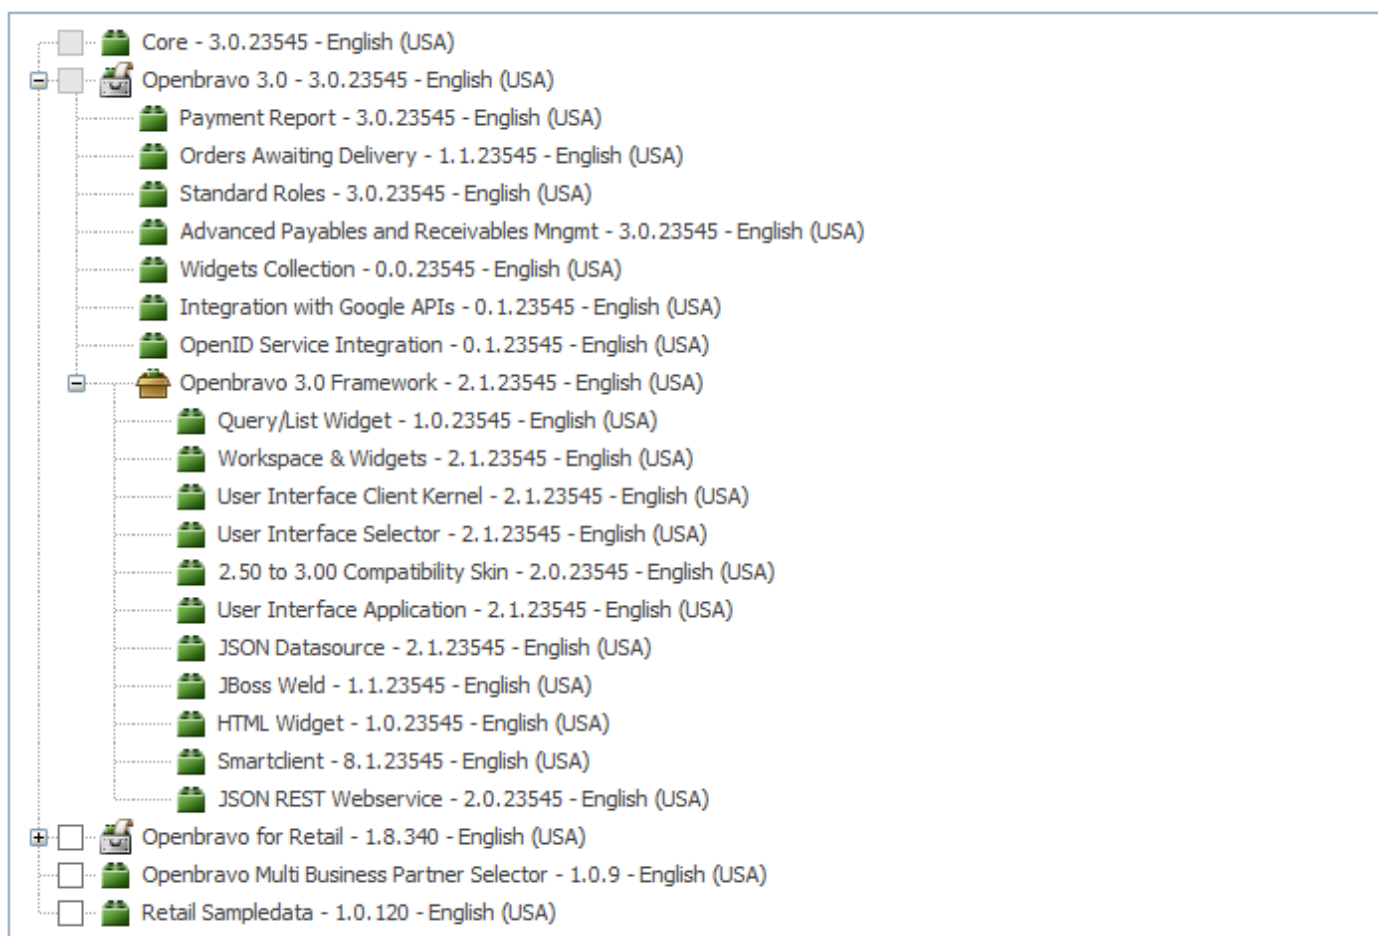 Core - 3.0.23545 - English (USA)
Openbravo 3.0 - 3.0.23545 - English (USA)
Payment Report - 3.0.23545 - English (USA)
Orders Awaiting Delivery - 1.1.23545 - English (USA)
Standard Roles - 3.0.23545 - English (USA)
Advanced Payables and Receivables Mngmt - 3.0.23545 - English (USA)
Widgets Collection - 0.0.23545 - English (USA)
Integration with Google APIs - 0.1.23545 - English (USA)
OpenID Service Integration - 0.1.23545 - English (USA)
Openbravo 3.0 Framework - 2.1.23545 - English (USA)
Query/List Widget - 1.0.23545 - English (USA)
Workspace & Widgets - 2.1.23545 - English (USA)
User Interface Client Kernel - 2.1.23545 - English (USA)
User Interface Selector - 2.1.23545 - English (USA)
2.50 to 3.00 Compatibility Skin - 2.0.23545 - English (USA)
User Interface Application - 2.1.23545 - English (USA)
JSON Datasource - 2.1.23545 - English (USA)
JBoss Weld - 1.1.23545 - English (USA)
HTML Widget - 1.0.23545 - English (USA)
Smartclient - 8.1.23545 - English (USA)
JSON REST Webservice - 2.0.23545 - English (USA)
Openbravo for Retail - 1.8.340 - English (USA)
Openbravo Multi Business Partner Selector - 1.0.9 - English (USA)
Retail Sampledata - 1.0.120 - English (USA)